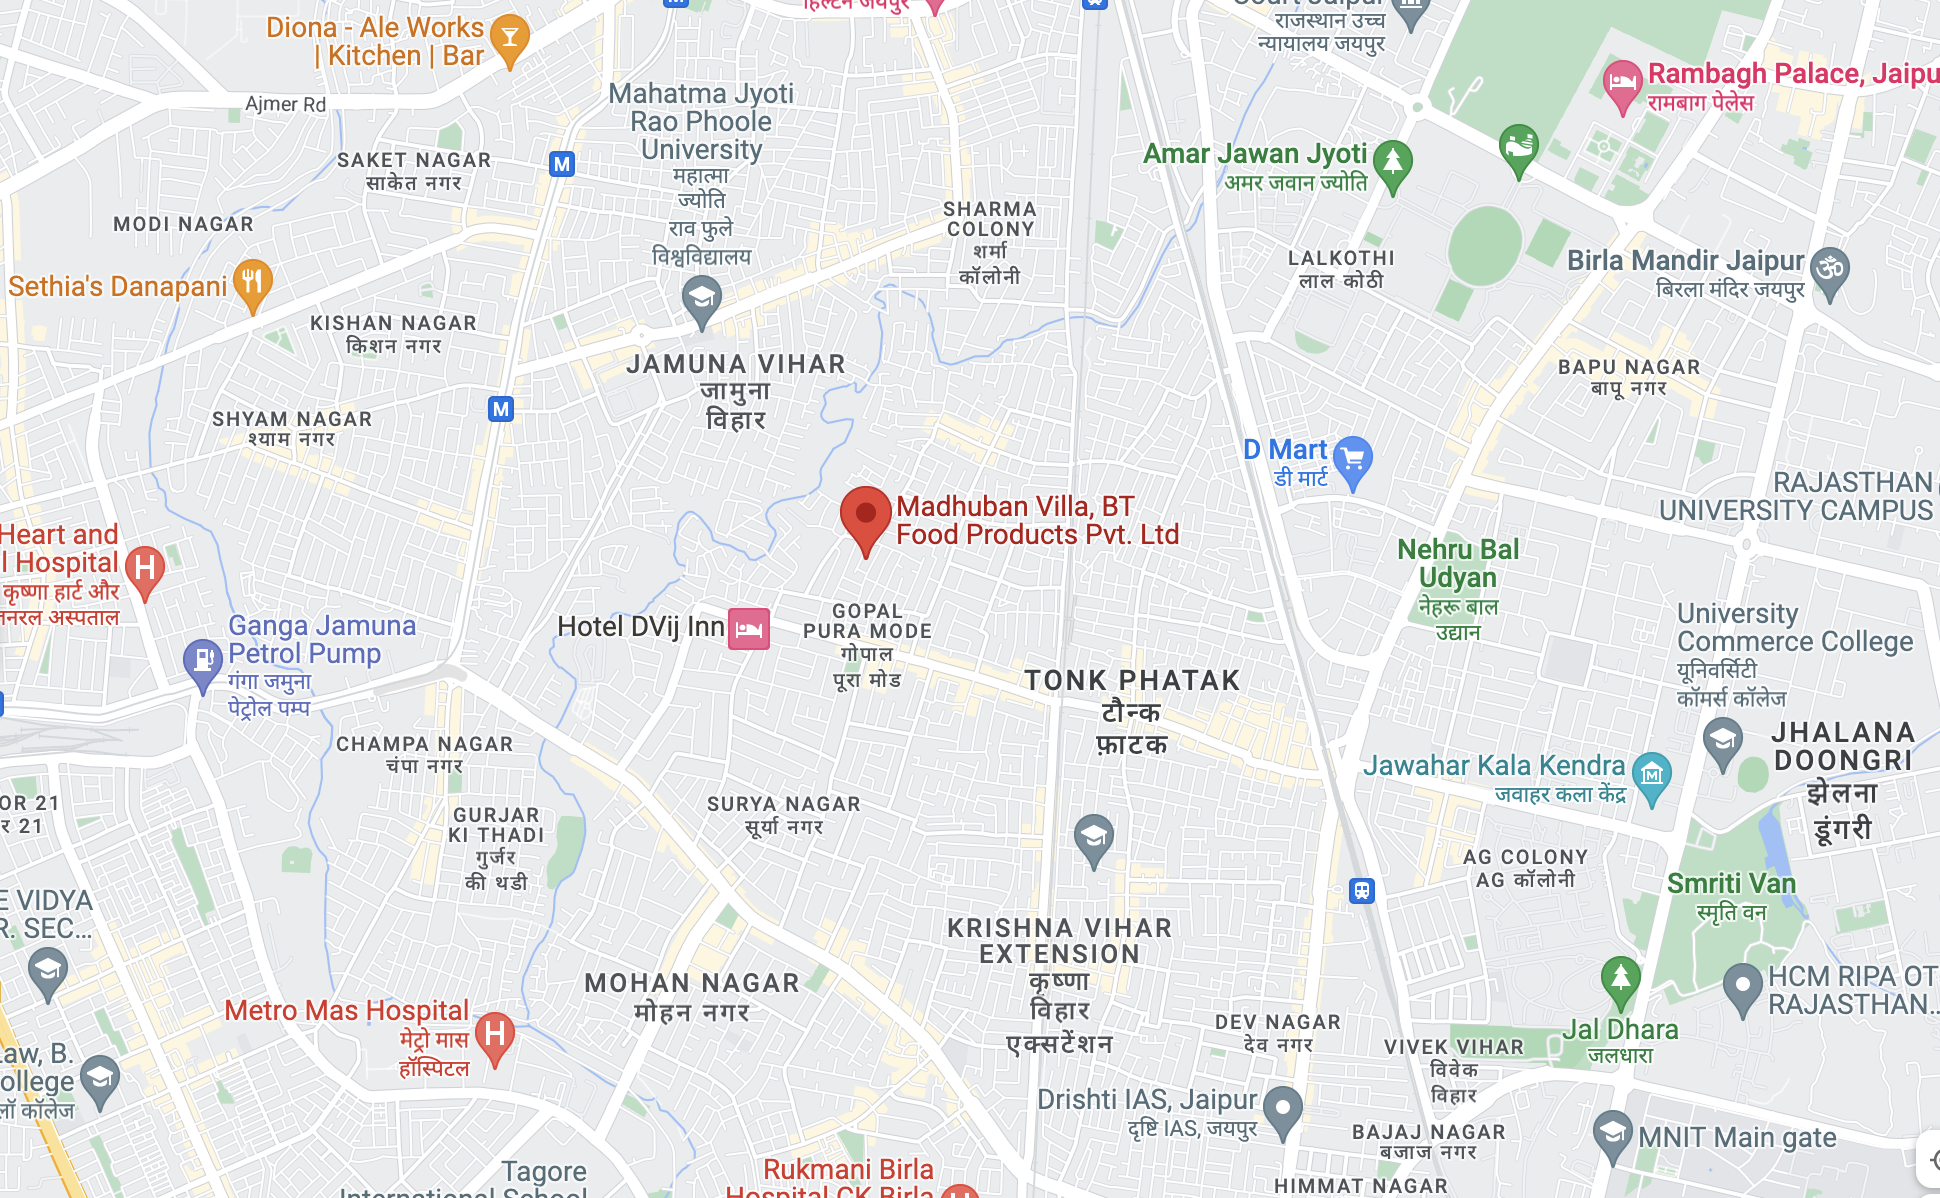 हिल्टन जयपुर
Diona - Ale Works
| Kitchen | Bar
राजस्थान उच्च
न्यायालय जयपुर
Rambagh Palace, Jaipu
रामबाग पेलेस
Ajmer Rd
Mahatma Jyoti
Rao Phoole
University
महात्मा
ज्योति
राव फुले
विश्वविद्यालय
M
SAKET NAGAR
साकेत नगर
Amar Jawan Jyoti
अमर जवान ज्योति
MODI NAGAR
SHARMA
COLONY
शर्मा
कॉलोनी
LALKOTHI
लाल कोठी
Birla Mandir Jaipur
बिरला मंदिर जयपुर
Sethia's Danapani
KISHAN NAGAR
किशन नगर
JAMUNA VIHAR
जामुना
विहार
BAPU NAGAR
बापू नगर
SHYAM NAGAR
श्याम नगर
M
D Mart
डी मार्ट
RAJASTHAN
UNIVERSITY CAMPUS
Madhuban Villa, BT
Food Products Pvt. Ltd
Heart and
l Hospital
कृष्णा हार्ट और
जनरल अस्पताल
H
Nehru Bal
Udyan
नेहरू बाल
उद्यान
Hotel DVij Inn
GOPAL
PURA MODE
गोपाल
पूरा मोड
Ganga Jamuna
Petrol Pump
गंगा जमुना
पेट्रोल पम्प
University
Commerce College
यूनिवर्सिटी
कॉमर्स कॉलेज
TONK PHATAK
टौन्क
फ़ाटक
CHAMPA NAGAR
चंपा नगर
JHALANA
DOONGRI
झेलना
डूंगरी
Jawahar Kala Kendra
जवाहर कला केंद्र
OR 21
र 21
GURJAR
KI THADI
गुर्जर
की थडी
SURYA NAGAR
सूर्या नगर
AG COLONY
AG कॉलोनी
Smriti Van
स्मृति वन
E VIDYA
R. SEC...
KRISHNA VIHAR
EXTENSION
कृष्णा
विहार
एक्सटेंशन
MOHAN NAGAR
मोहन नगर
HCM RIPA OT
RAJASTHAN...
Metro Mas Hospital
मेट्रो मास
हॉस्पिटल
H
DEV NAGAR
देव नगर
Jal Dhara
जलधारा
VIVEK VIHAR
विवेक
विहार
Law, B.
ollege
लॉ कॉलेज
Drishti IAS, Jaipur
दृष्टि IAS, जयपुर
BAJAJ NAGAR
बजाज नगर
MNIT Main gate
Tagore
International School
Rukmani Birla
Hospital CK Birla
HIMMAT NAGAR